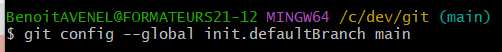 BenoitAVENEL@FORMATEURS21-12 MINGW64 /c/dev/git (main)
$ git config --global init.defaultBranch main